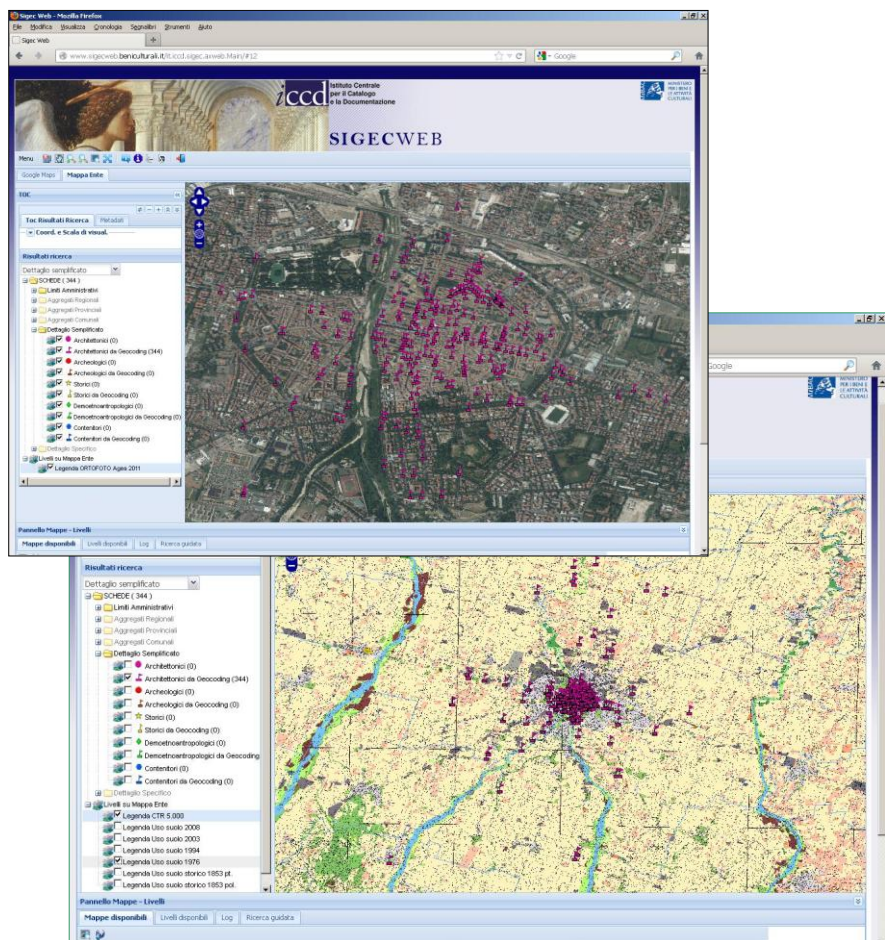 Sigec Web - Mozilla Firefox
File Modifica Visualizza Cronologia Segnalibri Strumenti Aiuto
Sigec Web
www.sigecweb.beniculturali.it/it.iccd.sigec.axweb.Main/#12
Google
iccd
Istituto Centrale
per il Catalogo
e la Documentazione
MINISTERO
PER I BENI E
LE ATTIVITÀ
CULTURALI
SIGECWEB
Menu
Google Maps Mappa Ente
TOC
Toc Risultati Ricerca Metadati
Coord. e Scala di visual.
Risultati ricerca
Dettaglio semplificato
SCHEDE ( 344 )
Limiti Amministrativi
Aggregati Regionali
Aggregati Provinciali
Aggregati Comunali
Dettaglio Semplificato
Architettonici (0)
Architettonici da Geocoding (344)
Archeologici (0)
Archeologici da Geocoding (0)
Storici (0)
Storici da Geocoding (0)
Demoetnoantropologici (0)
Demoetnoantropologici da Geocoding (0)
Contenitori (0)
Contenitori da Geocoding (0)
Dettaglio Specifico
Livelli su Mappa Ente
Legenda ORTOFOTO Agea 2011
Pannello Mappe - Livelli
Mappe disponibili Livelli disponibili Log Ricerca guidata
Google
PER I BENI E
LE ATTIVITÀ
CULTURALI
Risultati ricerca
Dettaglio semplificato
SCHEDE ( 344 )
Limiti Amministrativi
Aggregati Regionali
Aggregati Provinciali
Aggregati Comunali
Dettaglio Semplificato
Architettonici (0)
Architettonici da Geocoding (344)
Archeologici (0)
Archeologici da Geocoding (0)
Storici (0)
Storici da Geocoding (0)
Demoetnoantropologici (0)
Demoetnoantropologici da Geocoding
Contenitori (0)
Contenitori da Geocoding (0)
Dettaglio Specifico
Livelli su Mappa Ente
Legenda CTR 5.000
Legenda Uso suolo 2008
Legenda Uso suolo 2003
Legenda Uso suolo 1994
Legenda Uso suolo 1976
Legenda Uso suolo storico 1853 pt.
Legenda Uso suolo storico 1853 pol.
Pannello Mappe - Livelli
Mappe disponibili Livelli disponibili Log Ricerca guidata